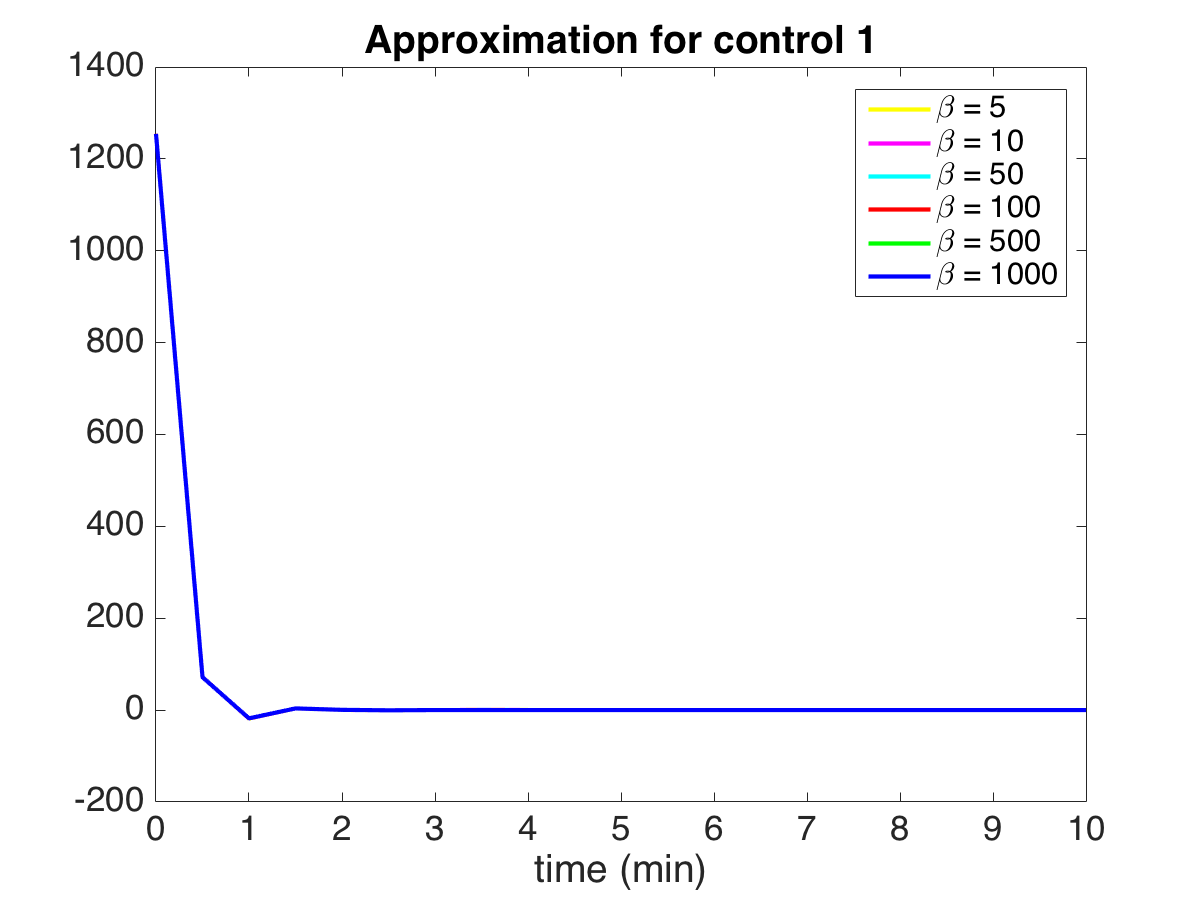 Approximation for control 1
1400
1200
1000
800
600
400
200
0
-200
0 1 2 3 4 5 6 7 8 9 10
time (min)
β = 5
β = 10
β = 50
β = 100
β = 500
β = 1000